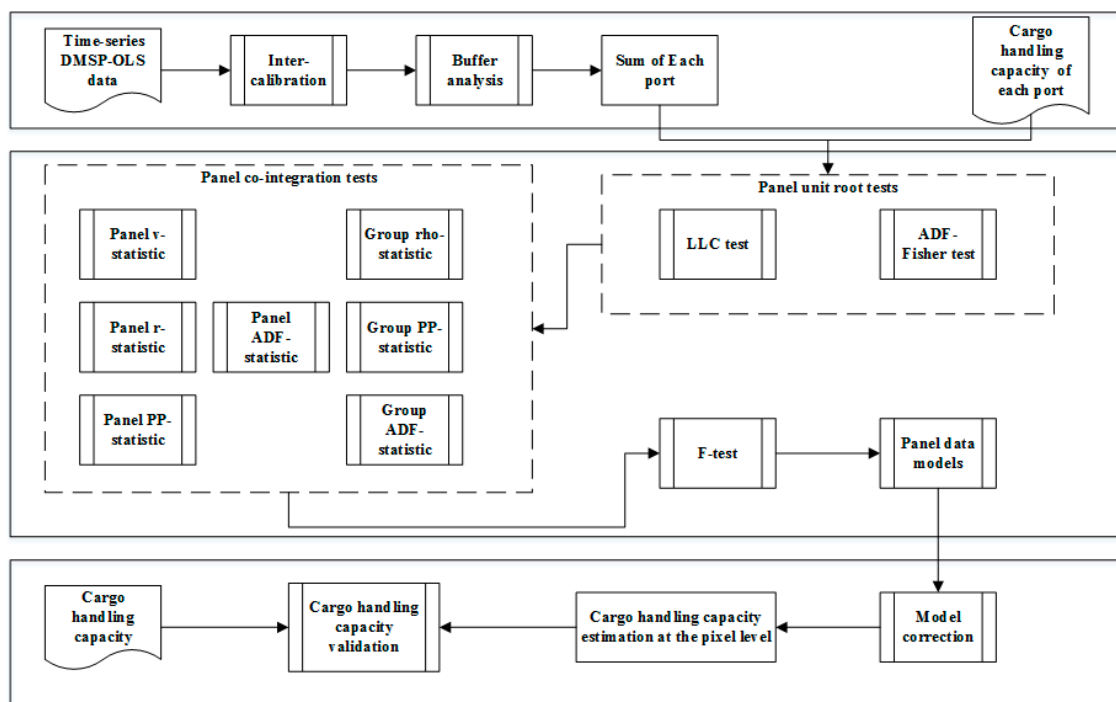 Time-series
DMSP-OLS
data
Inter-
calibration
Buffer
analysis
Sum of Each
port
Cargo
handling
capacity of
each port
Panel co-integration tests
Panel v-
statistic
Group rho-
statistic
Panel r-
statistic
Panel
ADF-
statistic
Group PP-
statistic
Panel PP-
statistic
Group
ADF-
statistic
Panel unit root tests
LLC test
ADF-
Fisher test
F-test
Panel data
models
Cargo
handling
capacity
Cargo handling
capacity
validation
Cargo handling capacity
estimation at the pixel level
Model
correction